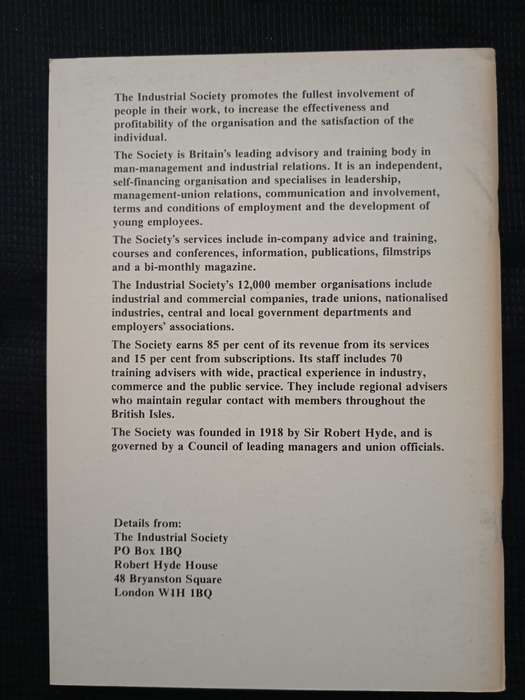 The Industrial Society promotes the fullest involvement of
people in their work, to increase the effectiveness and
profitability of the organisation and the satisfaction of the
individual.
The Society is Britain's leading advisory and training body in
man-management and industrial relations. It is an independent,
self-financing organisation and specialises in leadership,
management-union relations, communication and involvement,
terms and conditions of employment and the development of
young employees.
The Society's services include in-company advice and training,
courses and conferences, information, publications, filmstrips
and a bi-monthly magazine.
The Industrial Society's 12,000 member organisations include
industrial and commercial companies, trade unions, nationalised
industries, central and local government departments and
employers' associations.
The Society earns 85 per cent of its revenue from its services
and 15 per cent from subscriptions. Its staff includes 70
training advisers with wide, practical experience in industry,
commerce and the public service. They include regional advisers
who maintain regular contact with members throughout the
British Isles.
The Society was founded in 1918 by Sir Robert Hyde, and is
governed by a Council of leading managers and union officials.
Details from:
The Industrial Society
PO Box 1BQ
Robert Hyde House
48 Bryanston Square
London W1H 1BQ